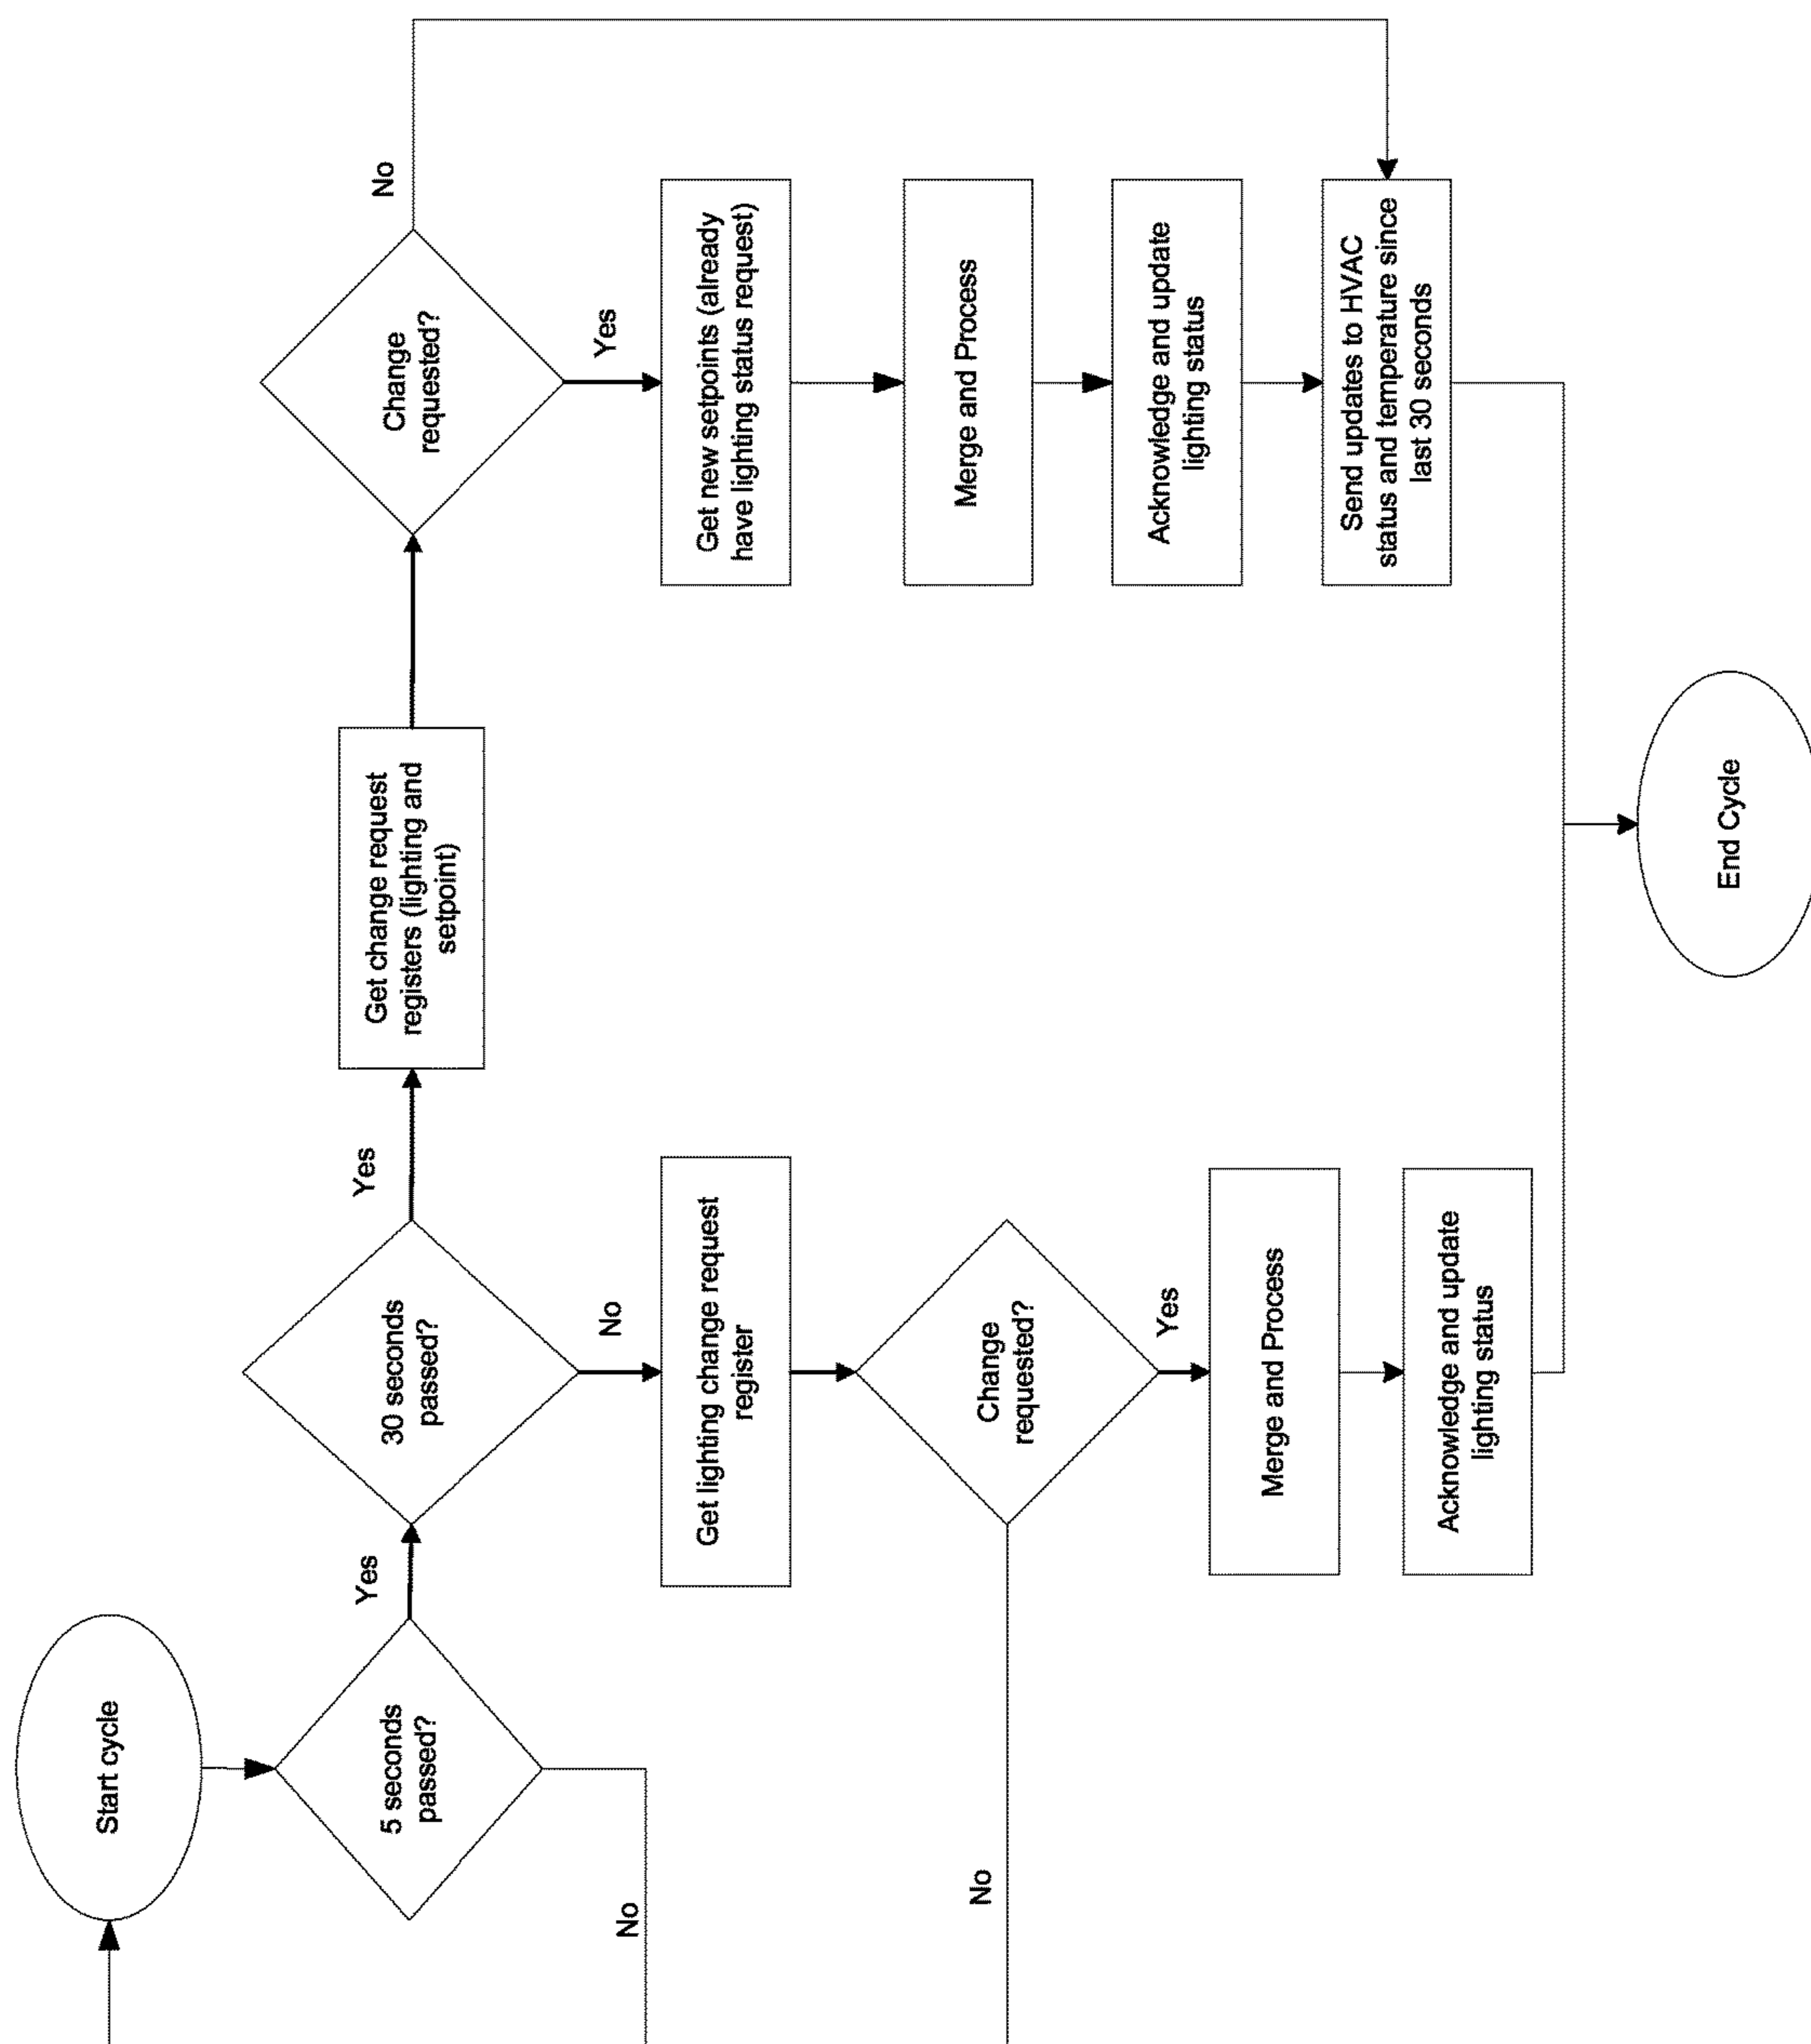 Start cycle
5 seconds
passed?
Yes
No
30 seconds
passed?
Yes
No
Get change request
registers (lighting and
setpoint)
Change
requested?
No
Yes
Get new setpoints (already
have lighting status request)
Merge and Process
Acknowledge and update
lighting status
Send updates to HVAC
status and temperature since
last 30 seconds
Get lighting change request
register
Change
requested?
No
Yes
Merge and Process
Acknowledge and update
lighting status
End Cycle